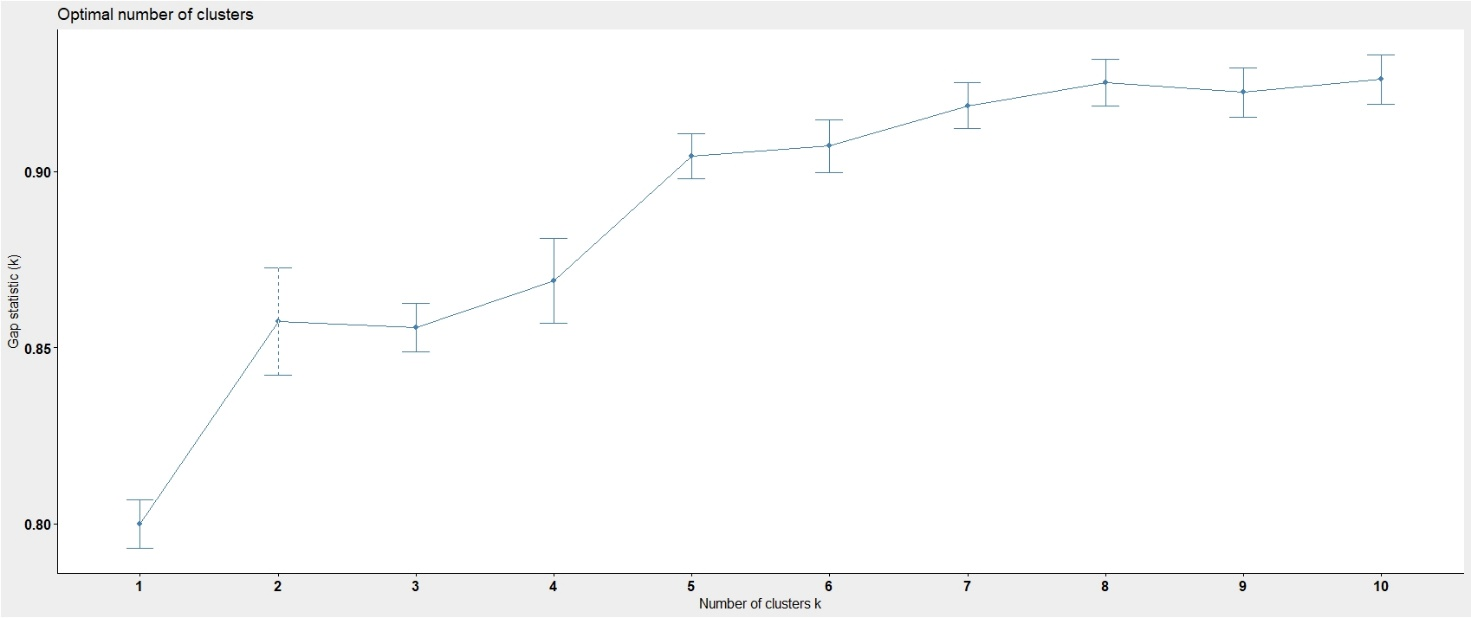 Optimal number of clusters
Gap statistic (k)
0.90
0.85
0.80
1 2 3 4 5 6 7 8 9 10
Number of clusters k